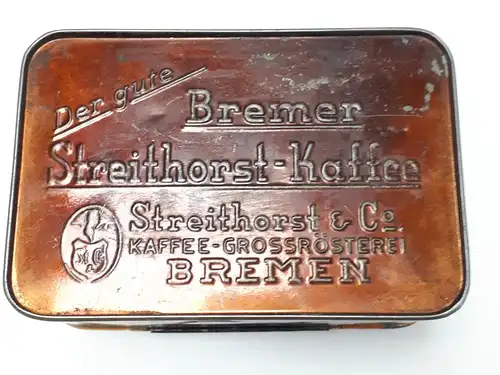 Der gute
Bremer
Streithorst-Kaffee
Streithorst & Co.
KAFFEE-GROSSRÖSTEREI
BREMEN